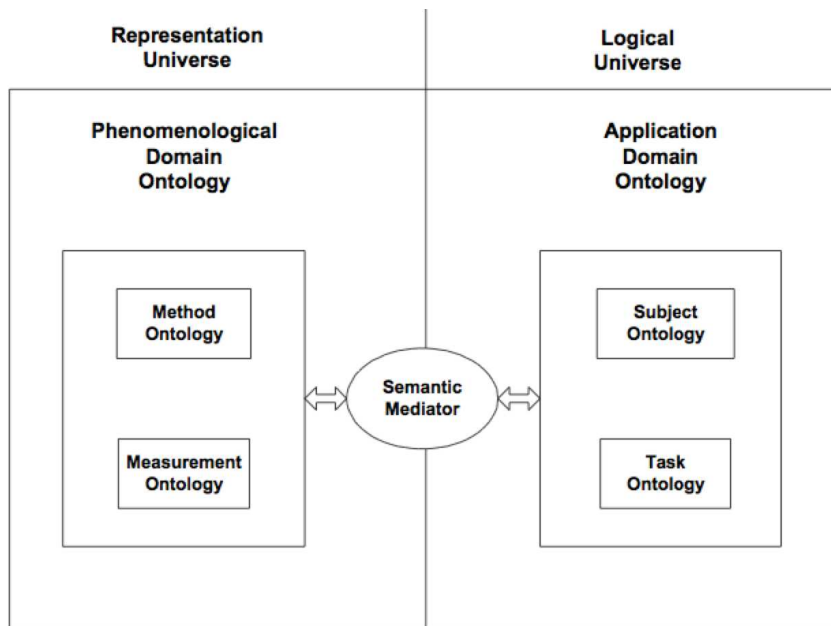 Representation
Universe
Logical
Universe
Phenomenological
Domain
Ontology
Application
Domain
Ontology
Method
Ontology
Subject
Ontology
Semantic
Mediator
Measurement
Ontology
Task
Ontology